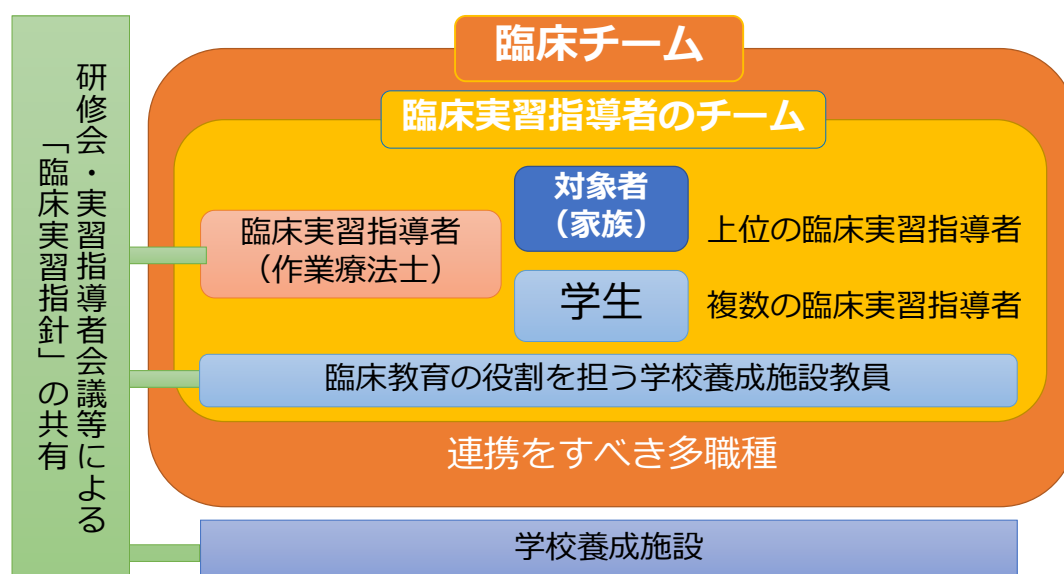 研修会・実習指導者会議等による
「臨床実習指針」の共有
臨床チーム
臨床実習指導者のチーム
対象者
（家族）
臨床実習指導者
（作業療法士）
上位の臨床実習指導者
学生
複数の臨床実習指導者
臨床教育の役割を担う学校養成施設教員
連携をすべき多職種
学校養成施設